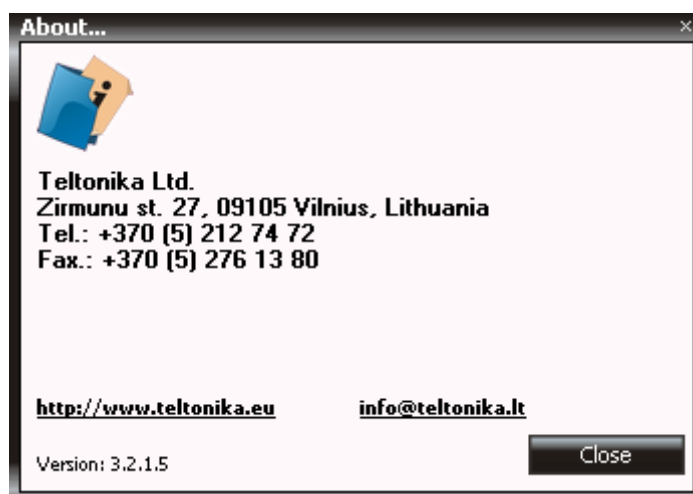 About...
Teltonika Ltd.
Zirmunu st. 27, 09105 Vilnius, Lithuania
Tel.: +370 (5) 212 74 72
Fax.: +370 (5) 276 13 80
http://www.teltonika.eu info@teltonika.lt
Version: 3.2.1.5 Close